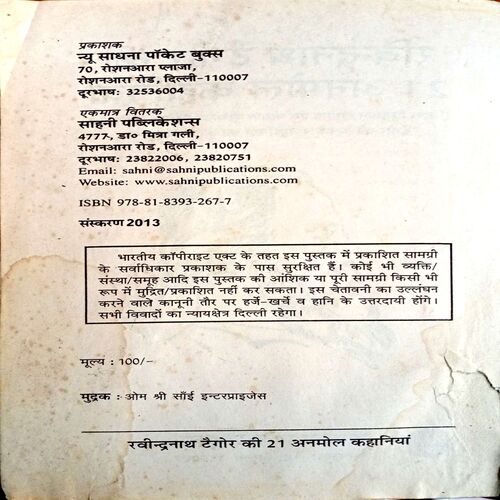 प्रकाशक
न्यू साधना पॉकेट बुक्स
70, रोशनआरा प्लाजा,
रोशनआरा रोड, दिल्ली-110007
दूरभाषः 32536004
एकमात्र वितरक
साहनी पब्लिकेशन्स
4777, डा० मित्रा गली,
रोशनआरा रोड, दिल्ली-110007
दूरभाषः 23822006, 23820751
Email: sahni@sahnipublications.com
Website: www.sahnipublications.com
ISBN 978-81-8393-267-7
संस्करण 2013
भारतीय कॉपीराइट एक्ट के तहत इस पुस्तक में प्रकाशित सामग्री
के सर्वाधिकार प्रकाशक के पास सुरक्षित हैं। कोई भी व्यक्ति/
संस्था/समूह आदि इस पुस्तक की आंशिक या पूरी सामग्री किसी भी
रूप में मुद्रित/प्रकाशित नहीं कर सकता। इस चेतावनी का उल्लंघन
करने वाले कानूनी तौर पर हर्जे-खर्चे व हानि के उत्तरदायी होंगे।
सभी विवादों का न्यायक्षेत्र दिल्ली रहेगा।
मूल्य : 100/-
मुद्रक : ओम श्री साँई इन्टरप्राइजेस
रवीन्द्रनाथ टैगोर की 21 अनमोल कहानियां